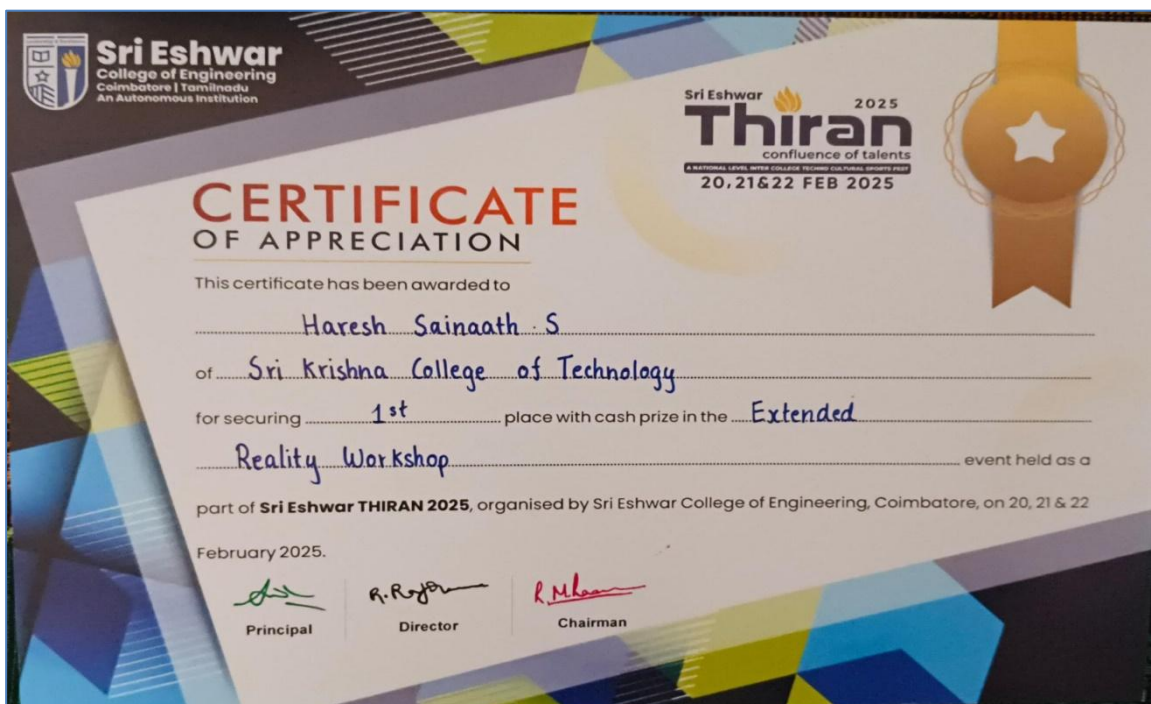 Sri Eshwar
College of Engineering
Coimbatore | Tamilnadu
An Autonomous Institution
Sri Eshwar 2025
Thiran
confluence of talents
A NATIONAL LEVEL INTER COLLEGE TECHNO CULTURAL SPORTS FEST
20, 21 & 22 FEB 2025
CERTIFICATE
OF APPRECIATION
This certificate has been awarded to
Haresh Sainaath . S
of Sri Krishna College of Technology
for securing 1st place with cash prize in the Extended
Reality Workshop event held as a
part of Sri Eshwar THIRAN 2025, organised by Sri Eshwar College of Engineering, Coimbatore, on 20, 21 & 22
February 2025.
Principal Director Chairman